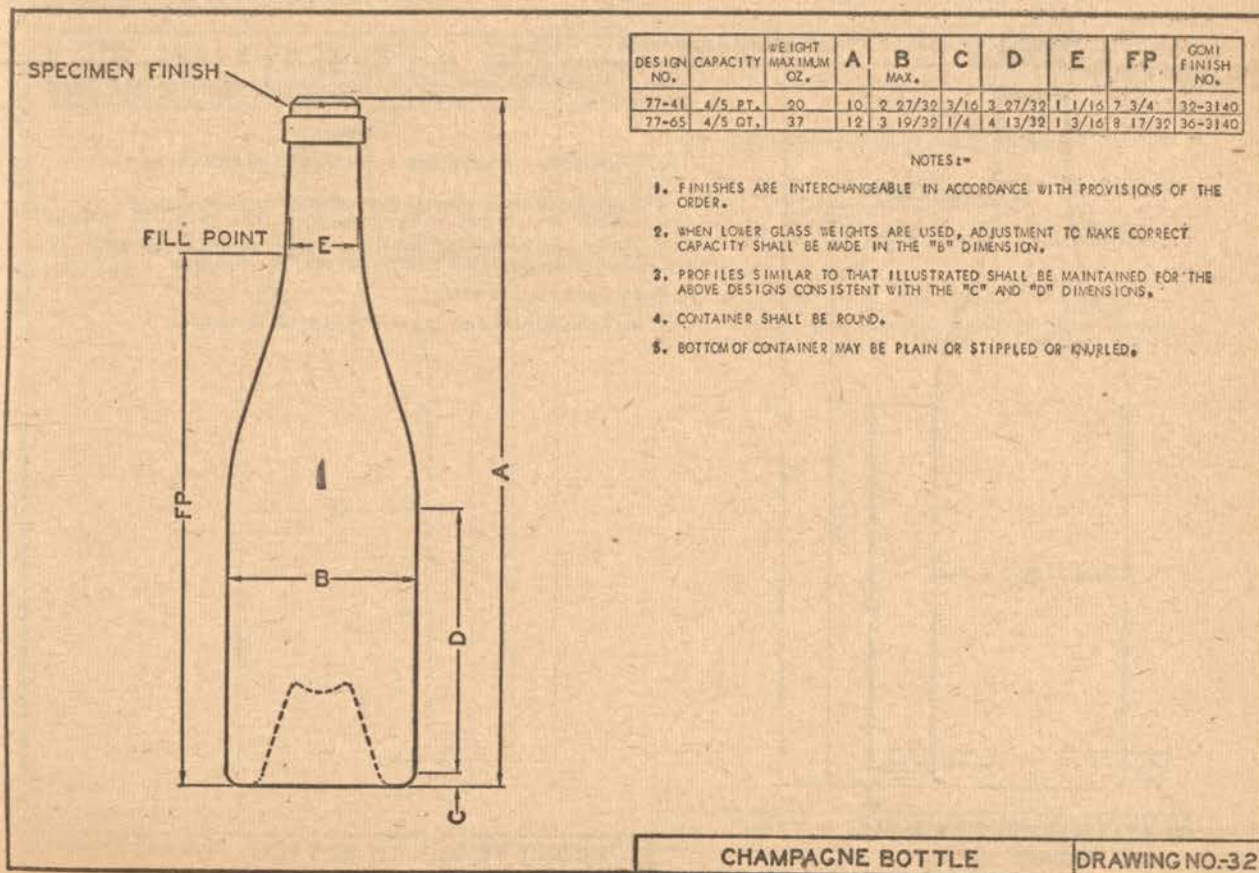 SPECIMEN FINISH
FILL POINT
E
FP
A
B
D
C
DESIGN NO. CAPACITY WEIGHT MAXIMUM OZ. A B MAX. C D E FP GCMI FINISH NO.
77-41 4/5 PT. 20 10 2 27/32 3/16 3 27/32 1 1/16 7 3/4 32-3140
77-65 4/5 QT. 37 12 3 19/32 1/4 4 13/32 1 3/16 8 17/32 36-3140
NOTES:-
1. FINISHES ARE INTERCHANGEABLE IN ACCORDANCE WITH PROVISIONS OF THE
ORDER.
2. WHEN LOWER GLASS WEIGHTS ARE USED, ADJUSTMENT TO MAKE CORRECT
CAPACITY SHALL BE MADE IN THE "B" DIMENSION.
3. PROFILES SIMILAR TO THAT ILLUSTRATED SHALL BE MAINTAINED FOR THE
ABOVE DESIGNS CONSISTENT WITH THE "C" AND "D" DIMENSIONS.
4. CONTAINER SHALL BE ROUND.
5. BOTTOM OF CONTAINER MAY BE PLAIN OR STIPPLED OR KNURLED.
CHAMPAGNE BOTTLE DRAWING NO.-32